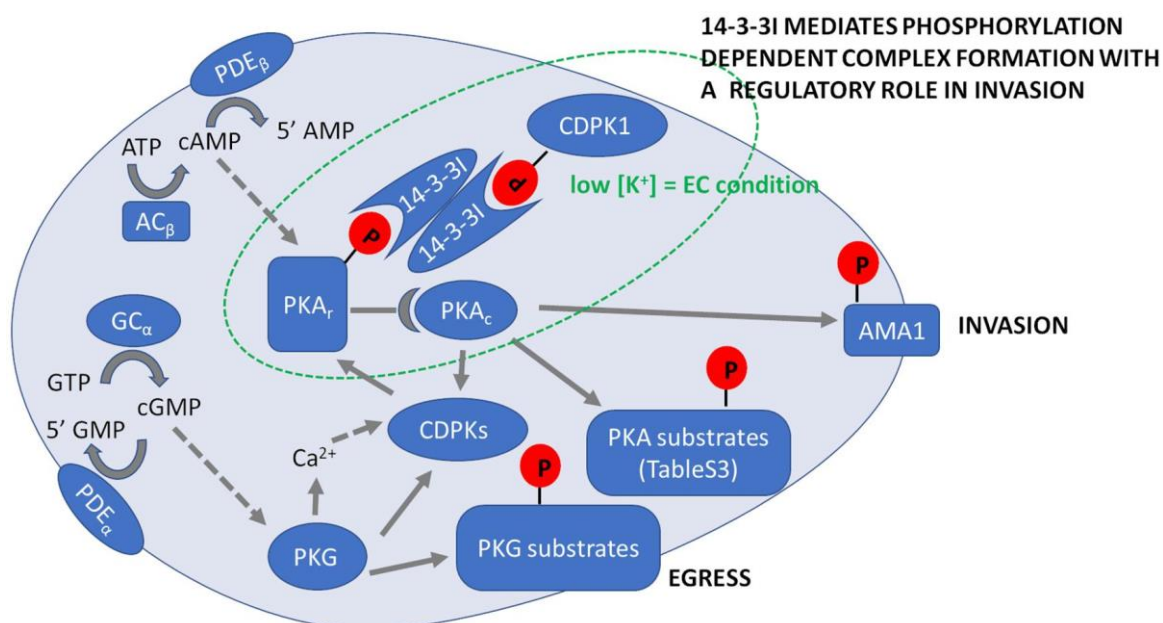 14-3-3I MEDIATES PHOSPHORYLATION
DEPENDENT COMPLEX FORMATION WITH
A REGULATORY ROLE IN INVASION
PDEβ
ATP
cAMP
5’ AMP
ACβ
CDPK1
P
14-3-3I
14-3-3I
P
low [K⁺] = EC condition
PKAr
PKAc
P
AMA1
INVASION
GCα
GTP
cGMP
5’ GMP
PDEα
Ca²⁺
CDPKs
P
PKA substrates
(TableS3)
P
PKG
PKG substrates
EGRESS